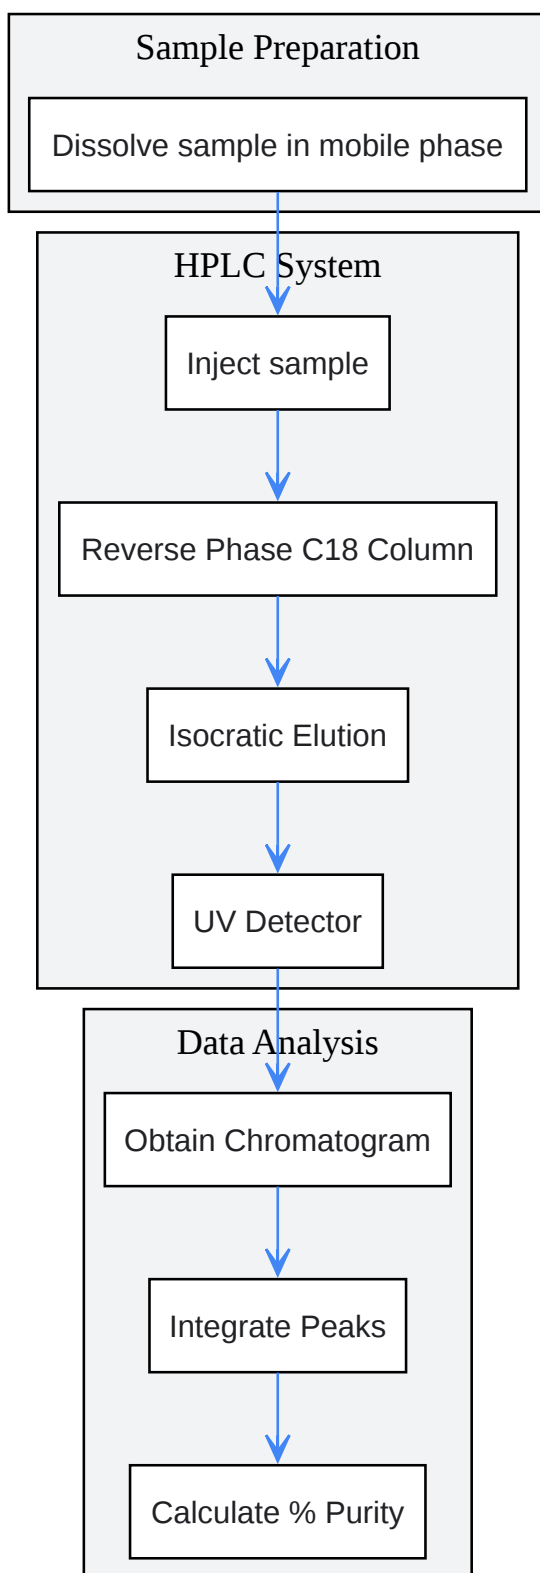 Sample Preparation
Dissolve sample in mobile phase
HPLC System
Inject sample
Reverse Phase C18 Column
Isocratic Elution
UV Detector
Data Analysis
Obtain Chromatogram
Integrate Peaks
Calculate % Purity